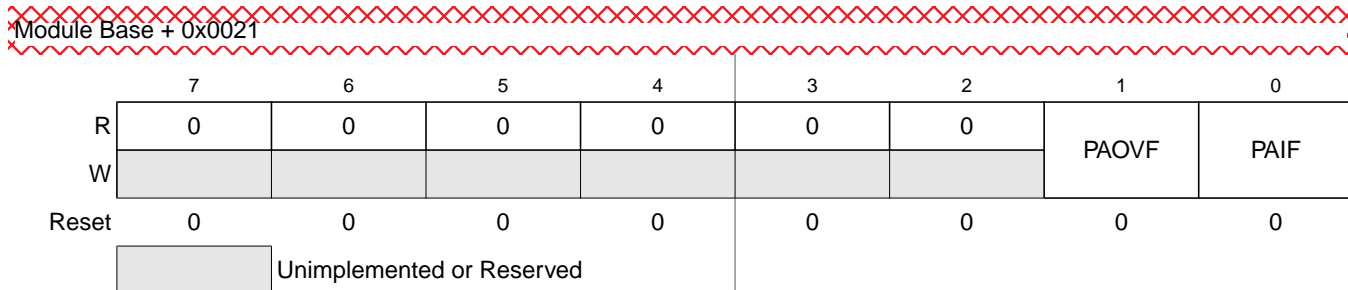 Module Base + 0x0021
7 6 5 4 3 2 1 0
R 0 0 0 0 0 0 PAOVF PAIF
W
Reset 0 0 0 0 0 0 0 0
Unimplemented or Reserved